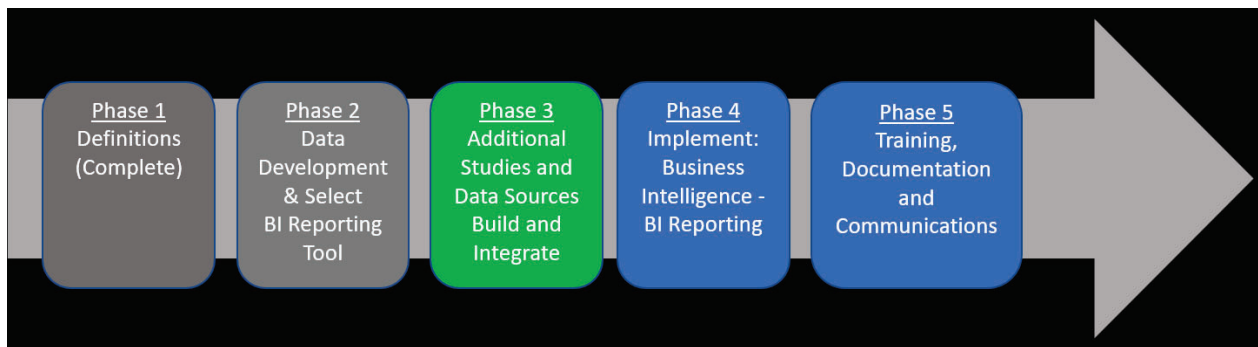 Phase 1
Definitions
(Complete)
Phase 2
Data
Development
& Select
BI Reporting
Tool
Phase 3
Additional
Studies and
Data Sources
Build and
Integrate
Phase 4
Implement:
Business
Intelligence -
BI Reporting
Phase 5
Training,
Documentation
and
Communications